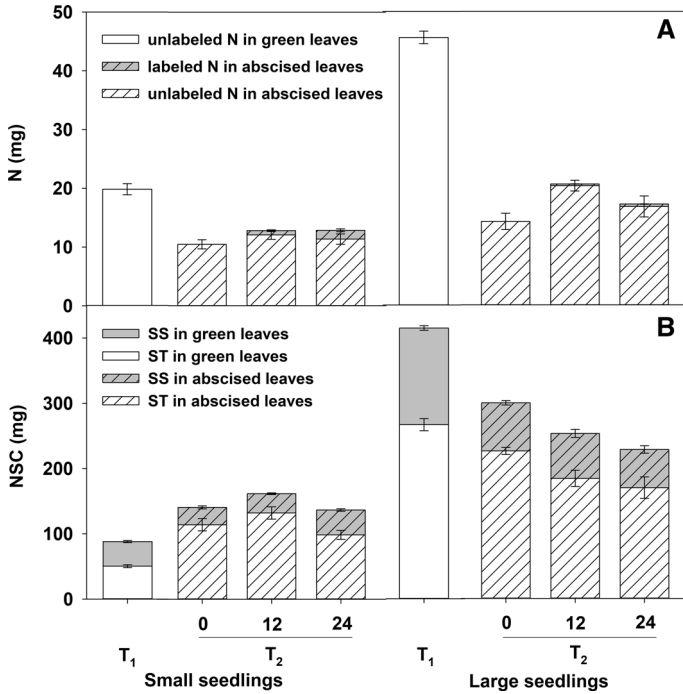 50
40
30
20
10
0
N (mg)
unlabeled N in green leaves
labeled N in abscised leaves
unlabeled N in abscised leaves
A
400
300
200
100
0
NSC (mg)
SS in green leaves
ST in green leaves
SS in abscised leaves
ST in abscised leaves
B
0 12 24 0 12 24
T1 T2 T1 T2
Small seedlings Large seedlings